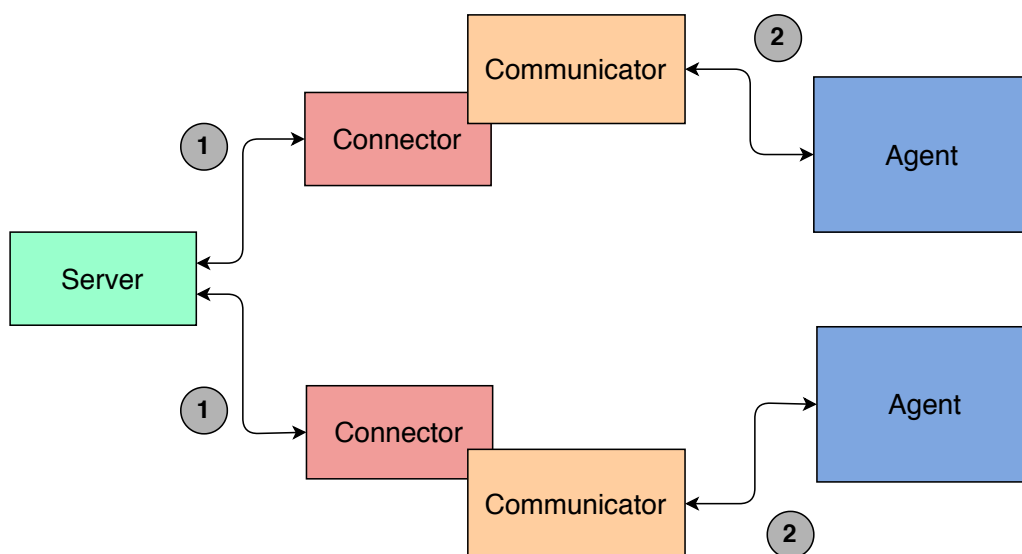 2
Communicator
1
Connector
Agent
Server
1
Connector
Agent
Communicator
2